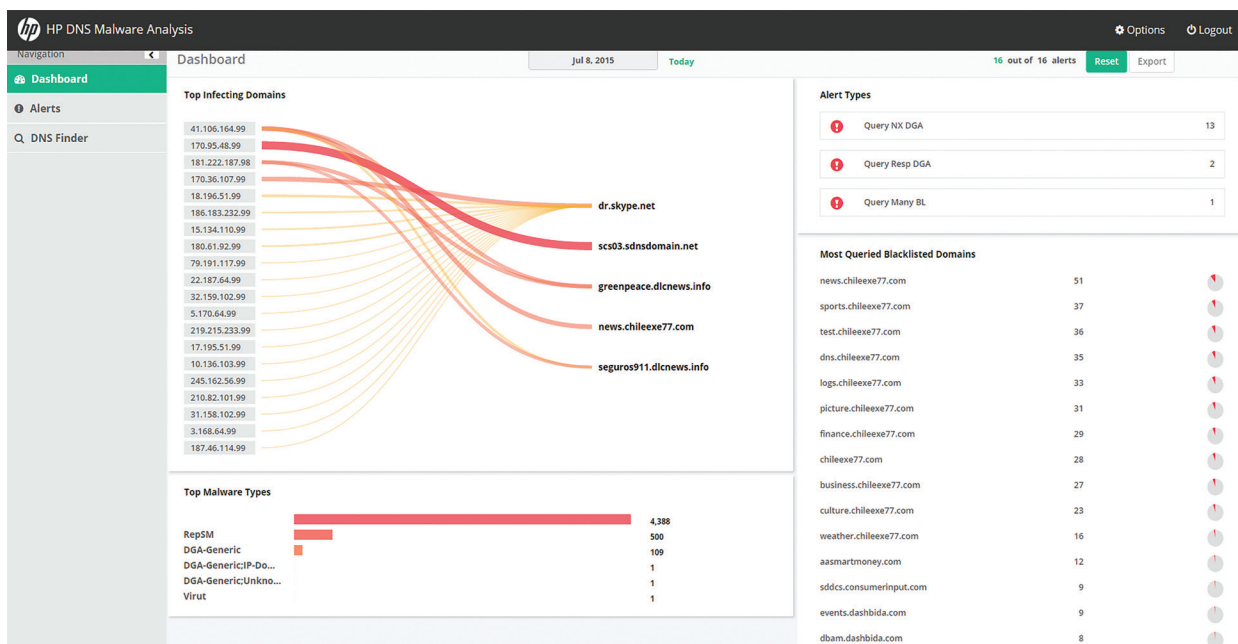 hp HP DNS Malware Analysis
Options Logout
Navigation
Dashboard
Alerts
DNS Finder
Dashboard
Jul 8, 2015
Today
16 out of 16 alerts
Reset
Export
Top Infecting Domains
41.106.164.99
170.95.48.99
181.222.187.98
170.36.107.99
18.196.51.99
186.183.232.99
15.134.110.99
180.61.92.99
79.191.117.99
22.187.64.99
32.159.102.99
5.170.64.99
219.215.233.99
17.195.51.99
10.136.103.99
245.162.56.99
210.82.101.99
31.158.102.99
3.168.64.99
187.46.114.99
dr.skype.net
scs03.sdnsdomain.net
greenpeace.dlcnews.info
news.chileexe77.com
seguros911.dlcnews.info
Top Malware Types
4,388
RepSM 500
DGA-Generic 109
DGA-Generic;IP-Do... 1
DGA-Generic;Unkno... 1
Virut 1
Alert Types
Query NX DGA 13
Query Resp DGA 2
Query Many BL 1
Most Queried Blacklisted Domains
news.chileexe77.com 51
sports.chileexe77.com 37
test.chileexe77.com 36
dns.chileexe77.com 35
logs.chileexe77.com 33
picture.chileexe77.com 31
finance.chileexe77.com 29
chileexe77.com 28
business.chileexe77.com 27
culture.chileexe77.com 23
weather.chileexe77.com 16
aasmartmoney.com 12
sddcs.consumerinput.com 9
events.dashbida.com 9
dbam.dashbida.com 8